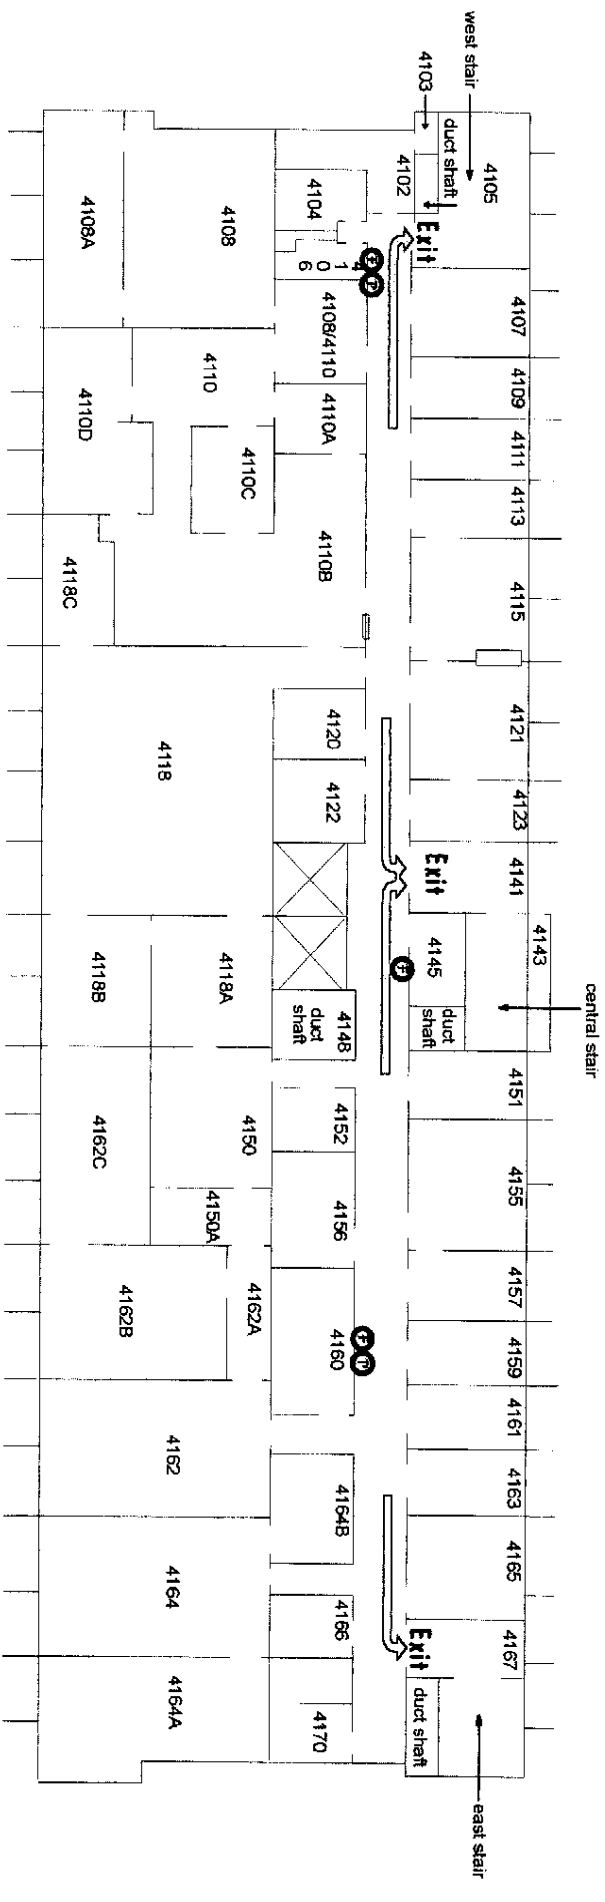 central stair
west stair
east stair
4143
4105 4107 4109 4111 4113 4115 4121 4123 4141 4151 4155 4157 4159 4161 4163 4165 4167
duct shaft
4103
4102
Exit
Exit
4145
duct
shaft
Exit
duct shaft
F P
F
F P
4104
4
1
0
6
4108/4110
4110A
4110B
4120
4122
4148
duct
shaft
4152
4156
4160
4164B
4166
4170
4108
4110
4110C
4118
4118A
4150
4150A
4162A
4162
4164
4164A
4108A
4110D
4118C
4118B
4162C
4162B